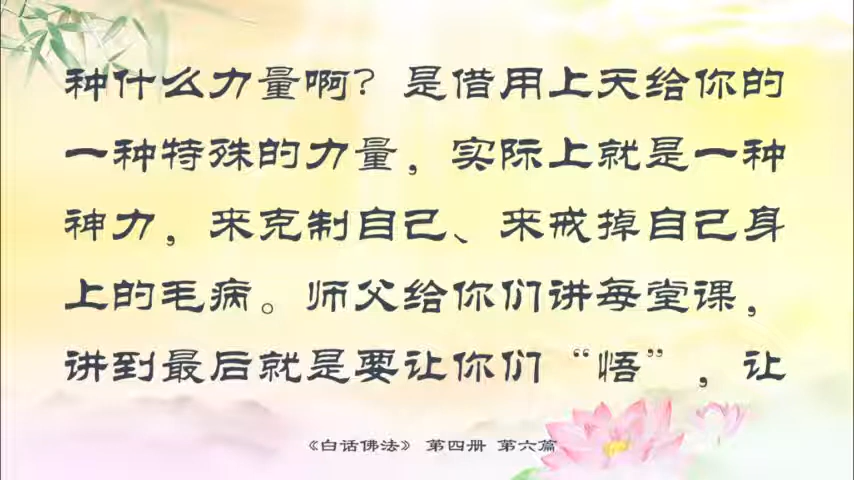 种什么力量啊？是借用上天给你的
一种特殊的力量，实际上就是一种
神力，来克制自己、来戒掉自己身
上的毛病。师父给你们讲每堂课，
讲到最后就是要让你们“悟”，让
《白话佛法》 第四册 第六篇